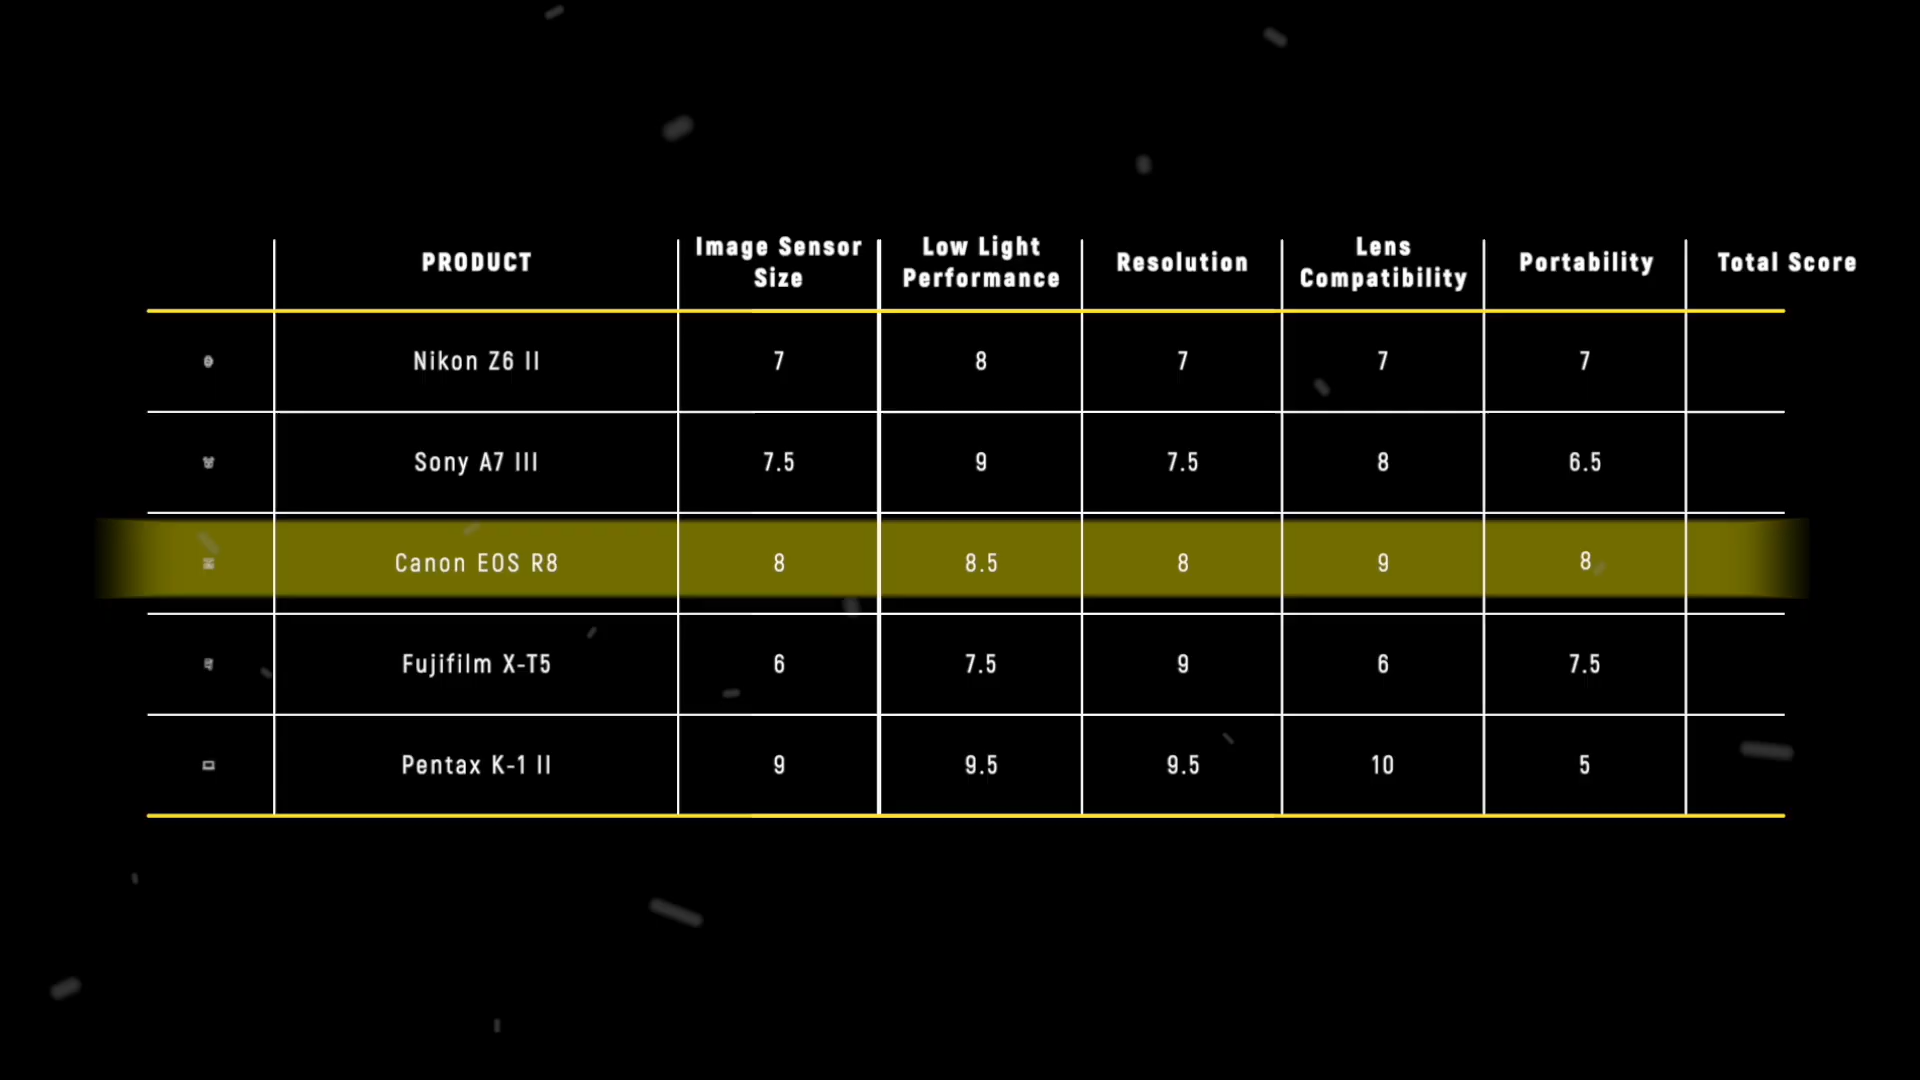 PRODUCT Image Sensor Size Low Light Performance Resolution Lens Compatibility Portability Total Score
Nikon Z6 II 7 8 7 7 7
Sony A7 III 7.5 9 7.5 8 6.5
Canon EOS R8 8 8.5 8 9 8
Fujifilm X-T5 6 7.5 9 6 7.5
Pentax K-1 II 9 9.5 9.5 10 5